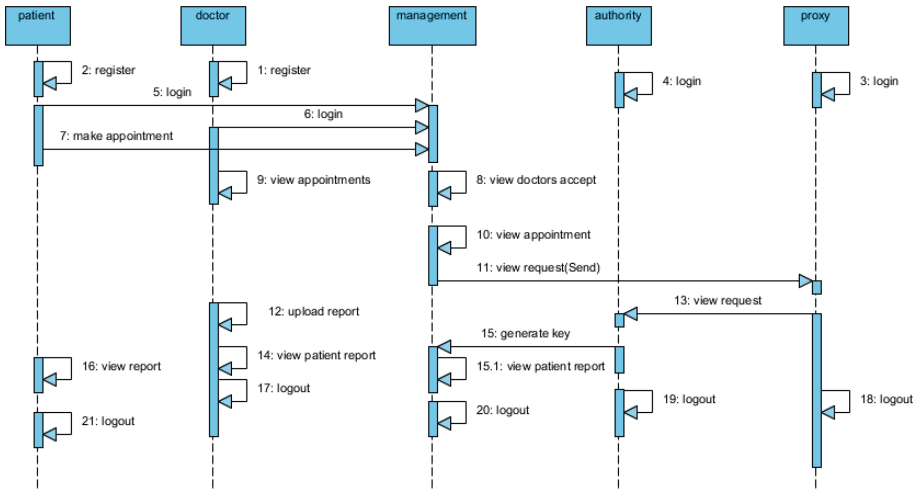 patient
doctor
management
authority
proxy
2: register
1: register
4: login
3: login
5: login
6: login
7: make appointment
9: view appointments
8: view doctors accept
10: view appointment
11: view request(Send)
13: view request
12: upload report
15: generate key
14: view patient report
16: view report
15.1: view patient report
17: logout
19: logout
18: logout
20: logout
21: logout